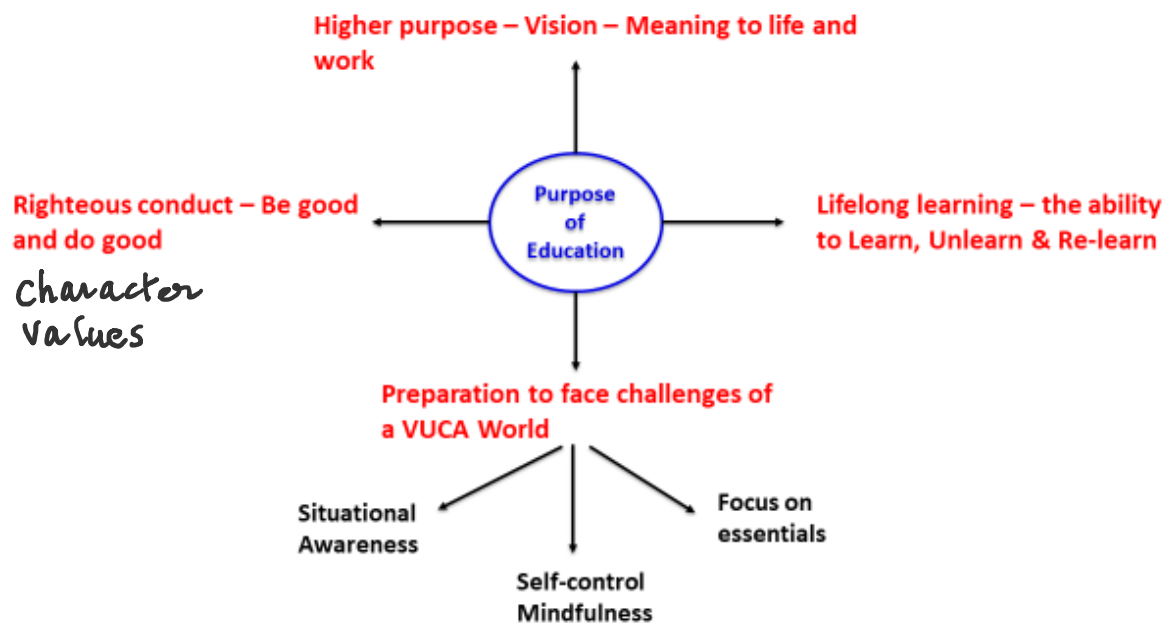 Higher purpose – Vision – Meaning to life and
work
Purpose
of
Education
Righteous conduct – Be good
and do good
Character
values
Lifelong learning – the ability
to Learn, Unlearn & Re-learn
Preparation to face challenges of
a VUCA World
Situational
Awareness
Self-control
Mindfulness
Focus on
essentials